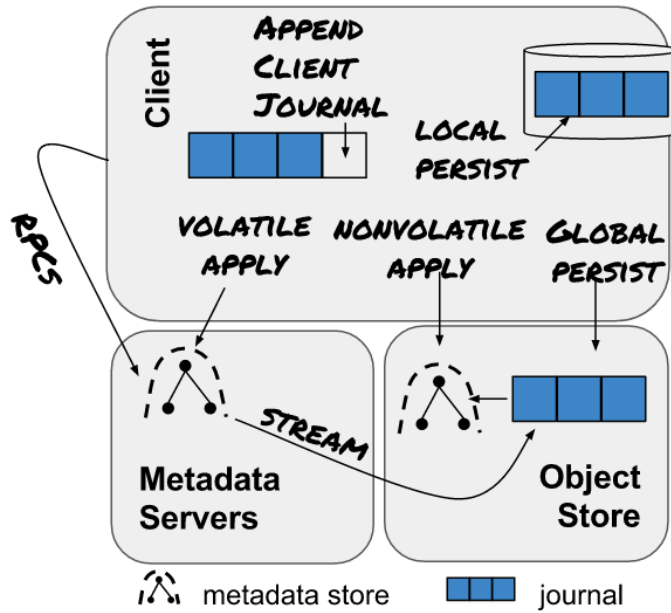 Client
APPEND
CLIENT
JOURNAL
LOCAL
PERSIST
RPCS
VOLATILE
APPLY
NONVOLATILE
APPLY
GLOBAL
PERSIST
STREAM
Metadata
Servers
Object
Store
metadata store
journal